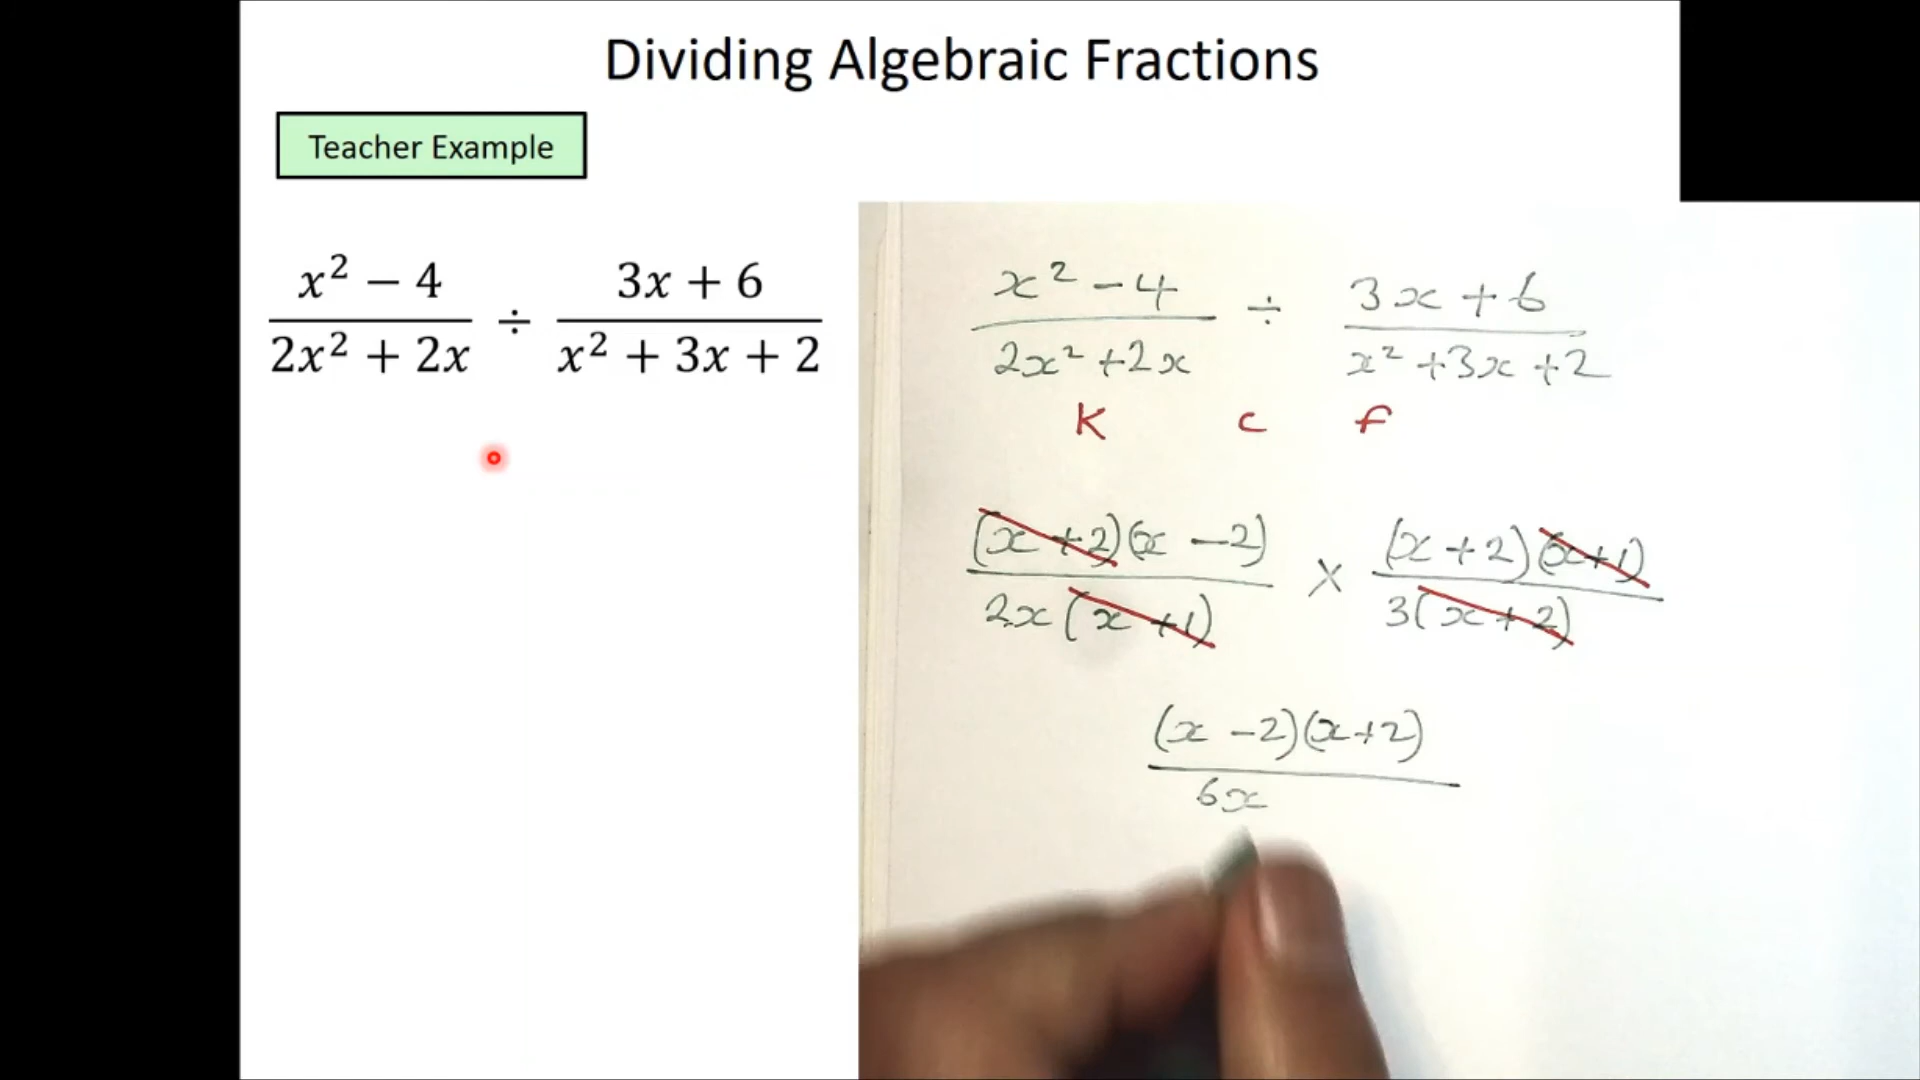 Dividing Algebraic Fractions
Teacher Example
x² − 4
2x² + 2x
÷
3x + 6
x² + 3x + 2
x² − 4 ÷ 3x + 6
2x² + 2x x² + 3x + 2
K C F
(x + 2)(x − 2) × (x + 2)(x + 1)
2x(x + 1) 3(x + 2)
(x − 2)(x + 2)
6x